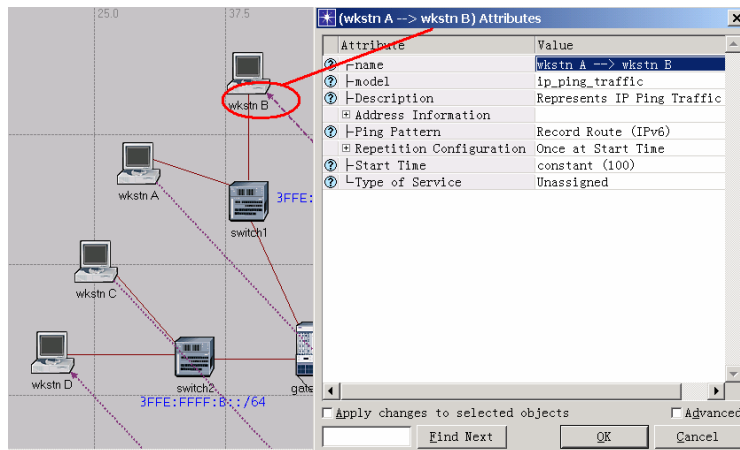 25.0
37.5
wkstn B
wkstn A
3FFE:
switch1
wkstn C
wkstn D
switch2
gate
3FFE:FFFF:B::/64
(wkstn A --> wkstn B) Attributes
Attribute Value
name wkstn A --> wkstn B
model ip_ping_traffic
Description Represents IP Ping Traffic
Address Information
Ping Pattern Record Route (IPv6)
Repetition Configuration Once at Start Time
Start Time constant (100)
Type of Service Unassigned
Apply changes to selected objects Advanced
Find Next OK Cancel